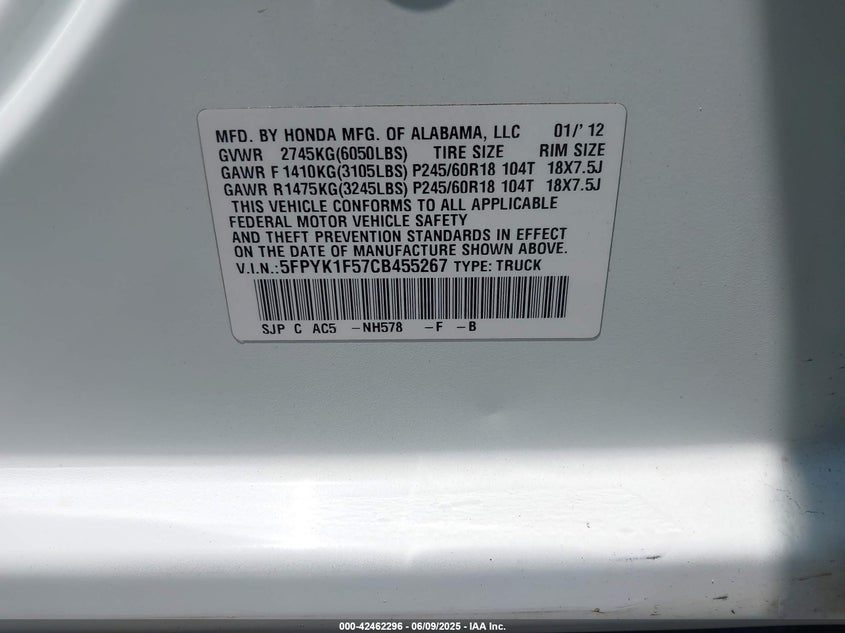 MFD. BY HONDA MFG. OF ALABAMA, LLC 01/'12
GVWR 2745KG(6050LBS) TIRE SIZE RIM SIZE
GAWR F 1410KG(3105LBS) P245/60R18 104T 18X7.5J
GAWR R1475KG(3245LBS) P245/60R18 104T 18X7.5J
THIS VEHICLE CONFORMS TO ALL APPLICABLE
FEDERAL MOTOR VEHICLE SAFETY
AND THEFT PREVENTION STANDARDS IN EFFECT
ON THE DATE OF MANUFACTURE SHOWN ABOVE.
V.I.N.:5FPYK1F57CB455267 TYPE: TRUCK
SJP C AC5 -NH578 -F -B
000-42462296 - 06/09/2025 - IAA Inc.